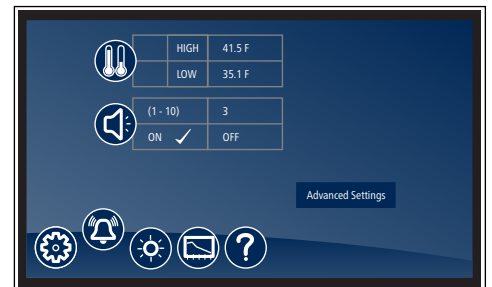 HIGH 41.5 F
LOW 35.1 F
(1 - 10) 3
ON ✓ OFF
Advanced Settings
?